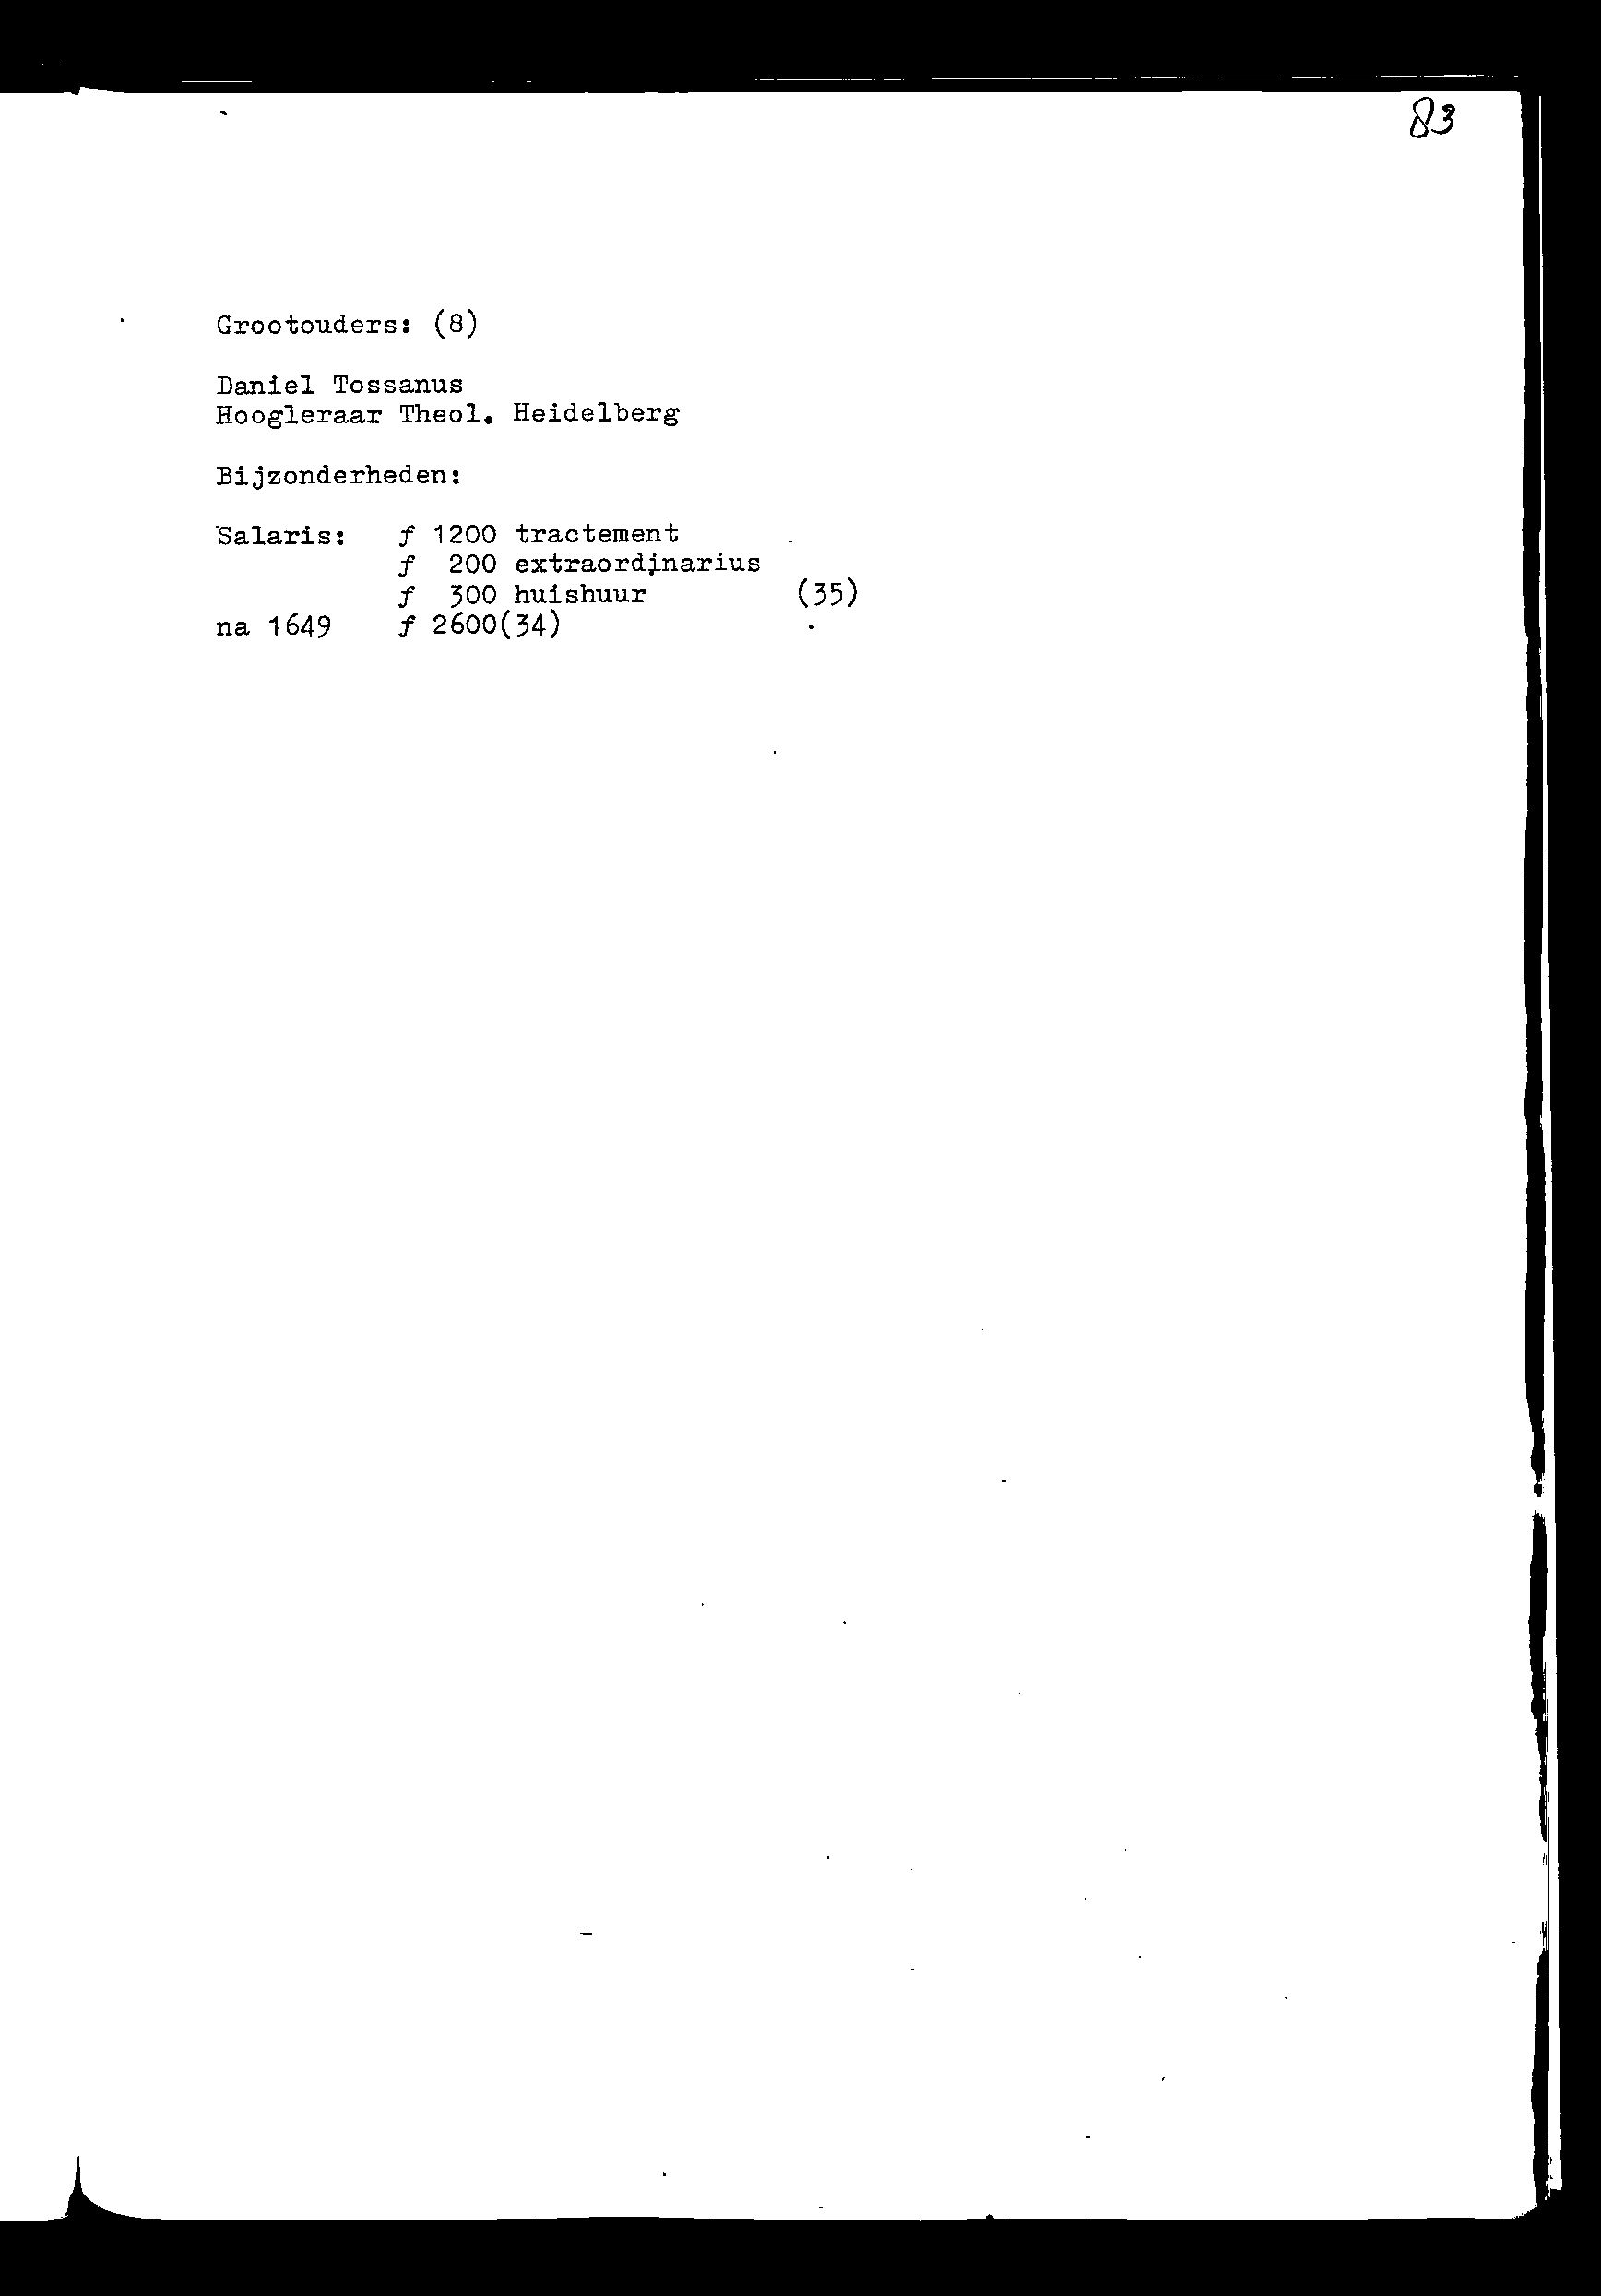 83
Grootouders: (8)
Daniel Tossanus
Hoogleraar Theol. Heidelberg
Bijzonderheden:
Salaris: ƒ 1200 tractement
ƒ 200 extraordinarius
ƒ 300 huishuur (35)
na 1649 ƒ 2600(34)